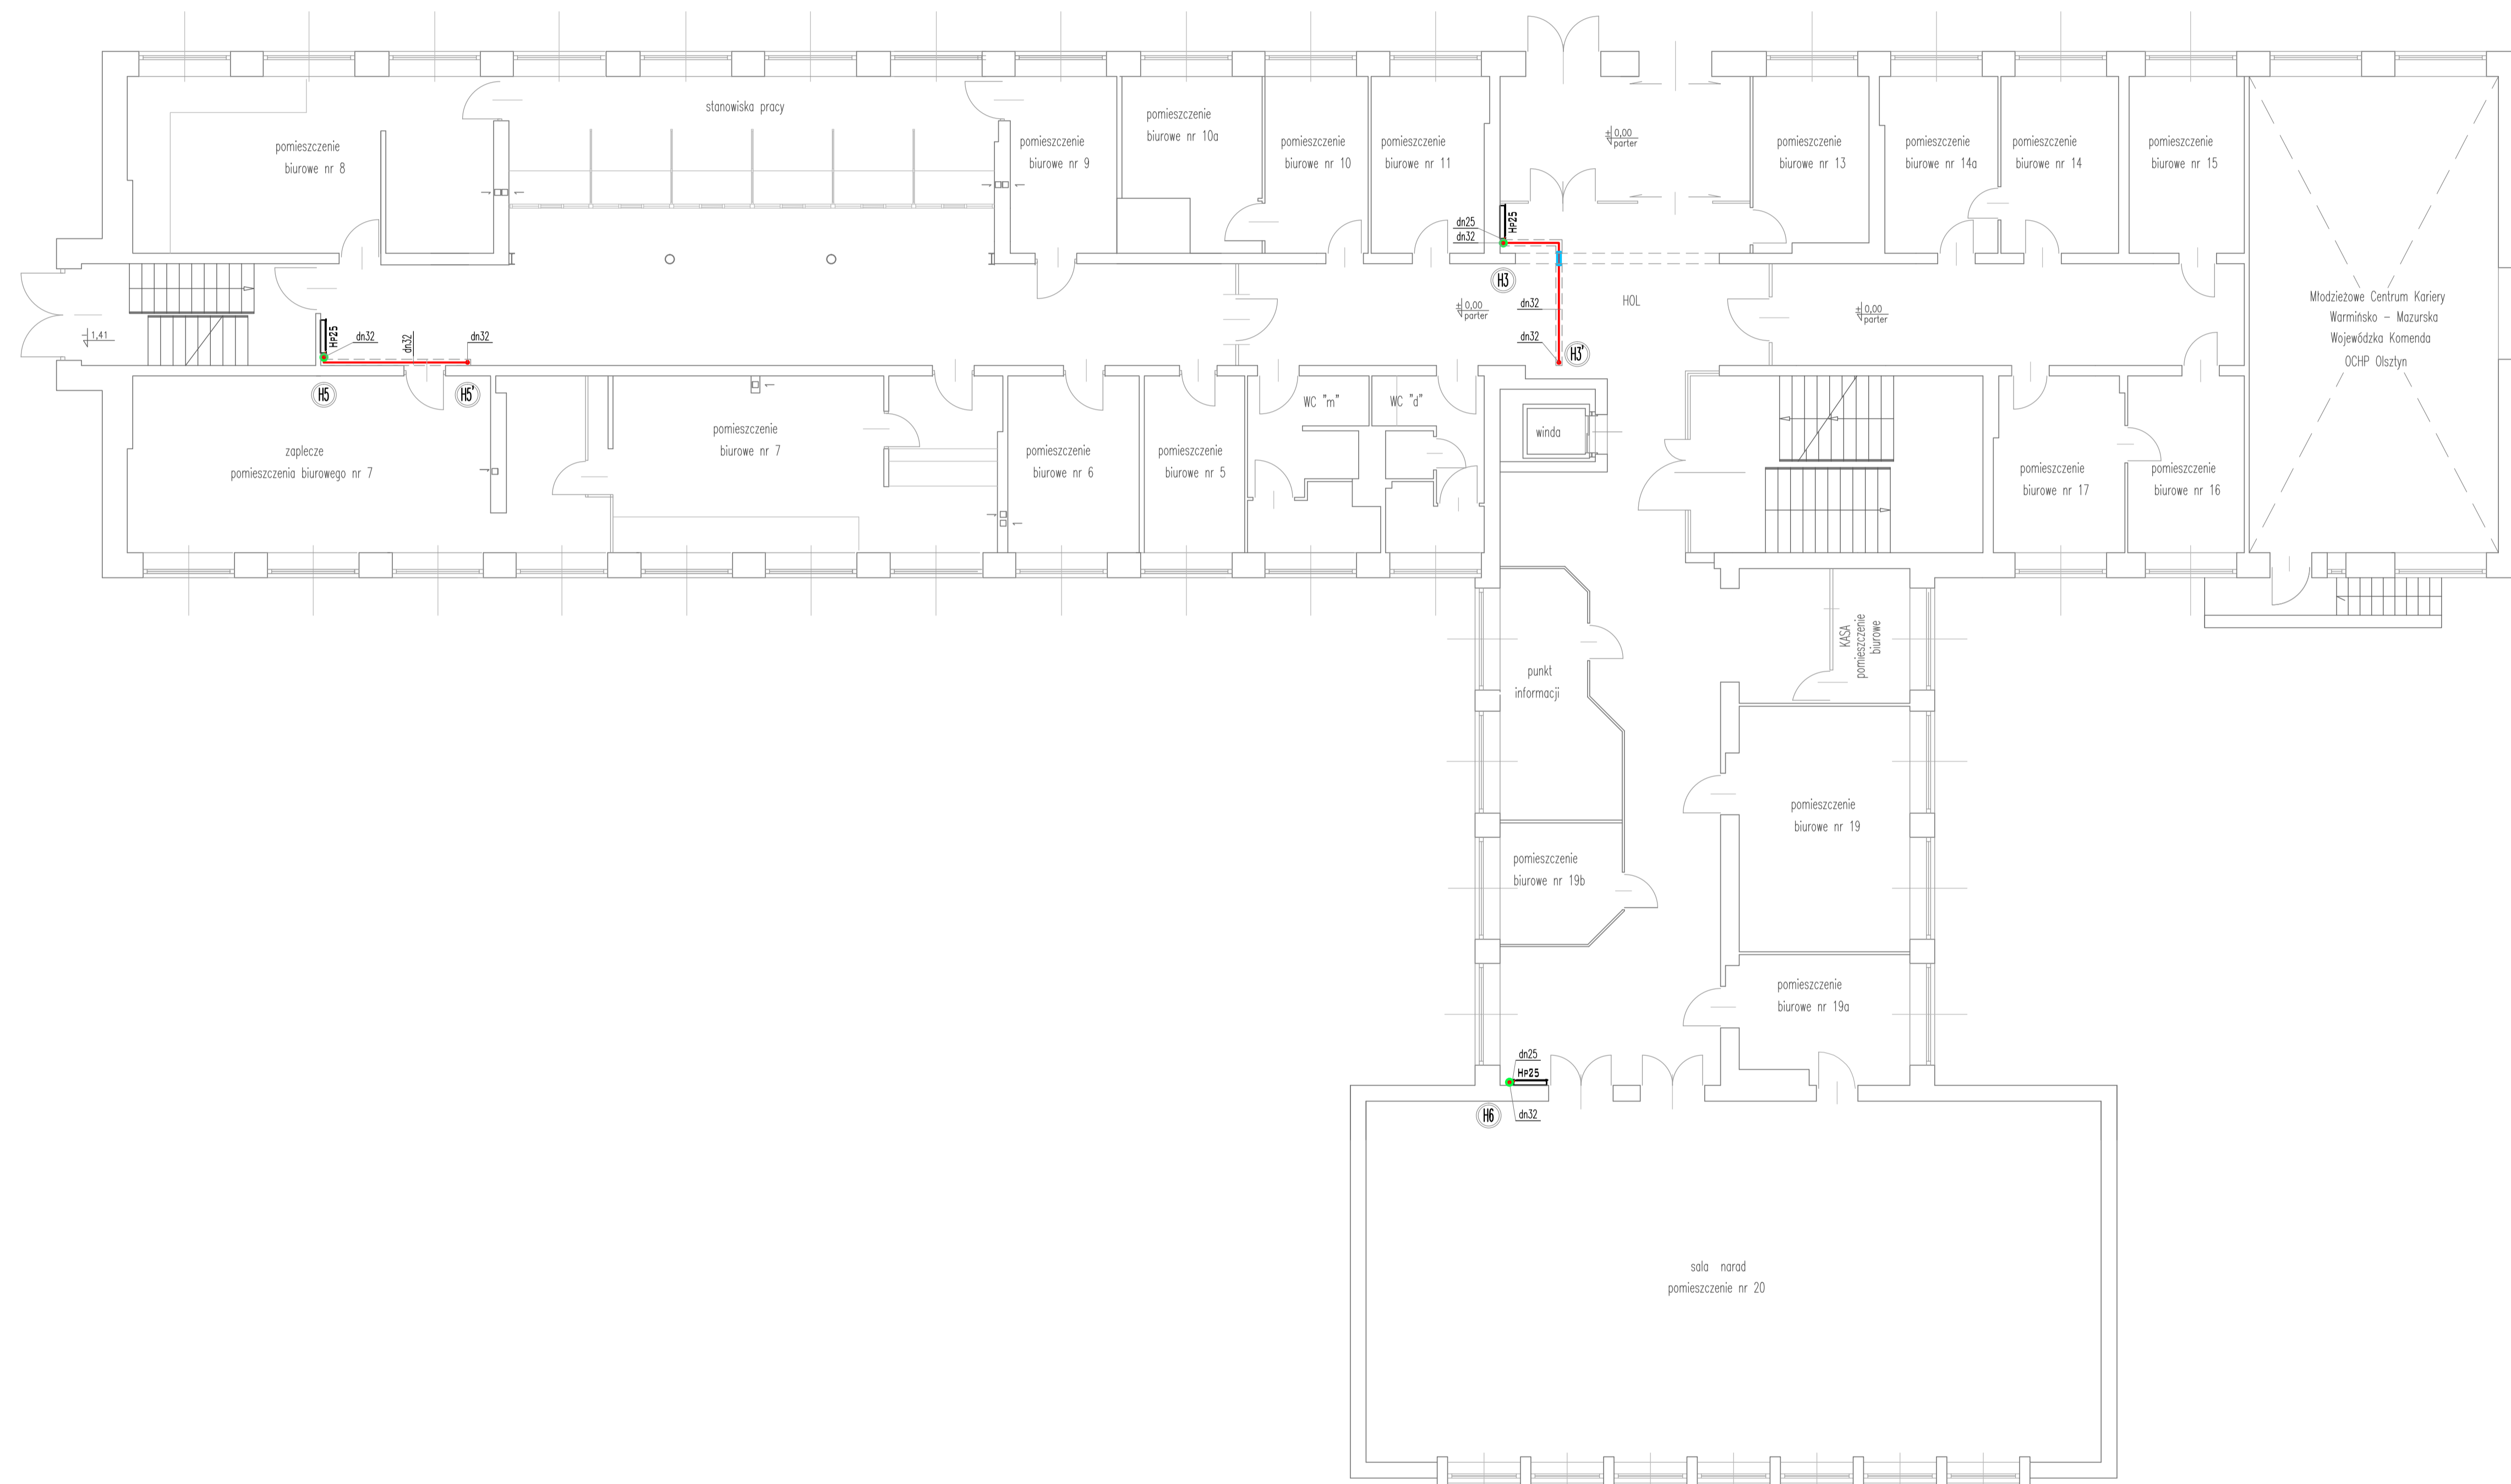 stanowiska pracy
pomieszczenie
biurowe nr 8
pomieszczenie
biurowe nr 9
pomieszczenie
biurowe nr 10a
pomieszczenie
biurowe nr 10
pomieszczenie
biurowe nr 11
± 0,00
parter
pomieszczenie
biurowe nr 13
pomieszczenie
biurowe nr 14a
pomieszczenie
biurowe nr 14
pomieszczenie
biurowe nr 15
dn25
dn32
Hp25
H3
dn32
± 0,00
parter
HOL
± 0,00
parter
dn32
H3'
Młodzieżowe Centrum Kariery
Warmińsko - Mazurska
Wojewódzka Komenda
OCHP Olsztyn
- 1,41
Hp25
dn32
dn32
dn32
H5
H5'
zaplecze
pomieszczenia biurowego nr 7
pomieszczenie
biurowe nr 7
pomieszczenie
biurowe nr 6
pomieszczenie
biurowe nr 5
WC "m"
WC "d"
winda
pomieszczenie
biurowe nr 17
pomieszczenie
biurowe nr 16
punkt
informacji
KASA
pomieszczenie
biurowe
pomieszczenie
biurowe nr 19
pomieszczenie
biurowe nr 19b
pomieszczenie
biurowe nr 19a
dn25
Hp25
H6
dn32
sala narad
pomieszczenie nr 20